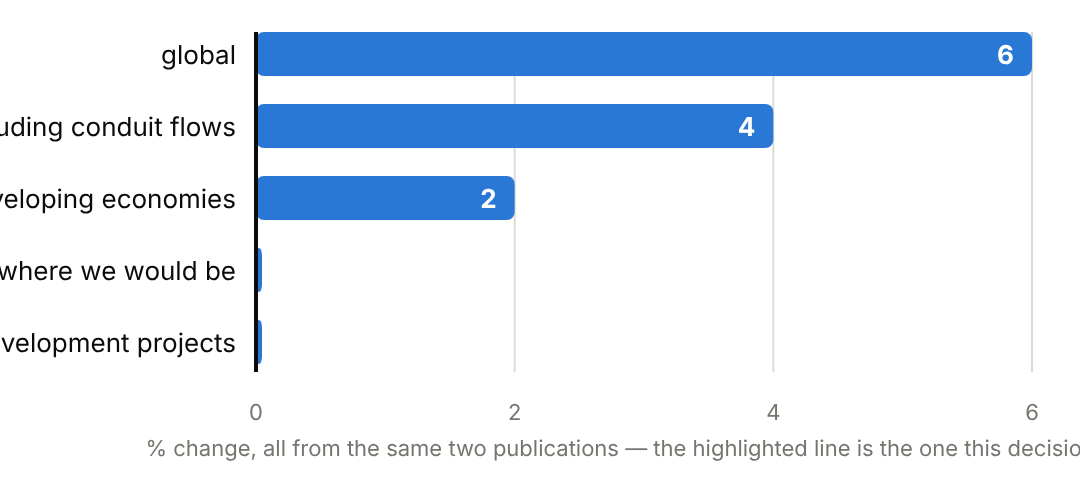 global 6
uding conduit flows 4
veloping economies 2
where we would be
velopment projects
0 2 4 6
% change, all from the same two publications — the highlighted line is the one this decisio